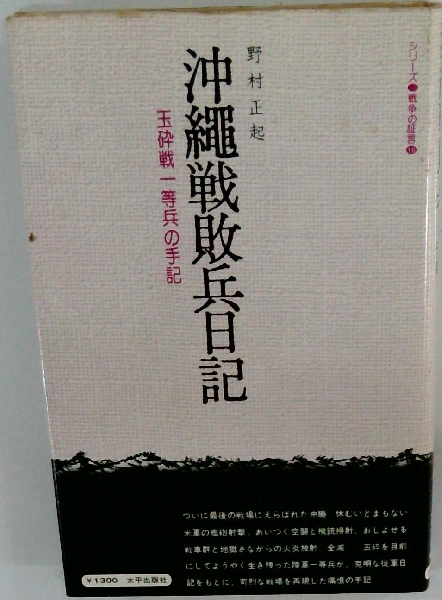 シリーズ 戦争の証言
野村正起
沖縄戦敗兵日記
玉砕戦一等兵の手記
ついに最後の戦場にえらばれた沖縄 休むいとまもない
米軍の艦砲射撃、あいつぐ空襲と機銃掃射、おしよせる
戦車群と地獄さながらの火炎放射 全滅 玉砕を目前
にしてようやく生き残った陸軍一等兵が、克明な従軍日
記をもとに、苛烈な戦場を再現した痛恨の手記
￥1300 太平出版社